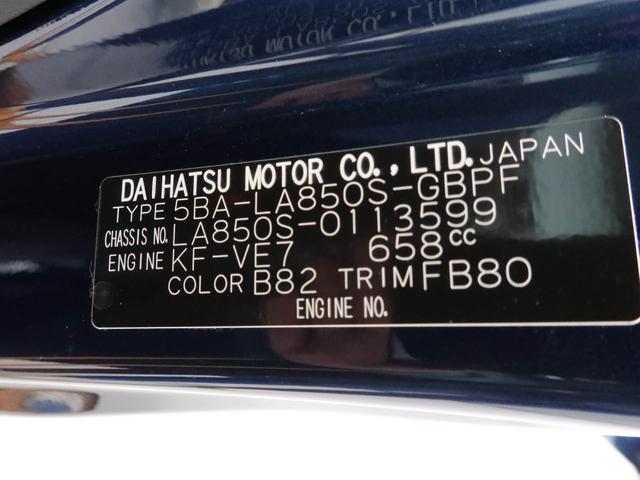 DAIHATSU MOTOR CO., LTD. JAPAN
TYPE 5BA-LA850S-GBPF
CHASSIS NO. LA850S-0113599
ENGINE KF-VE7 658cc
COLOR B82 TRIM FB80
ENGINE NO.